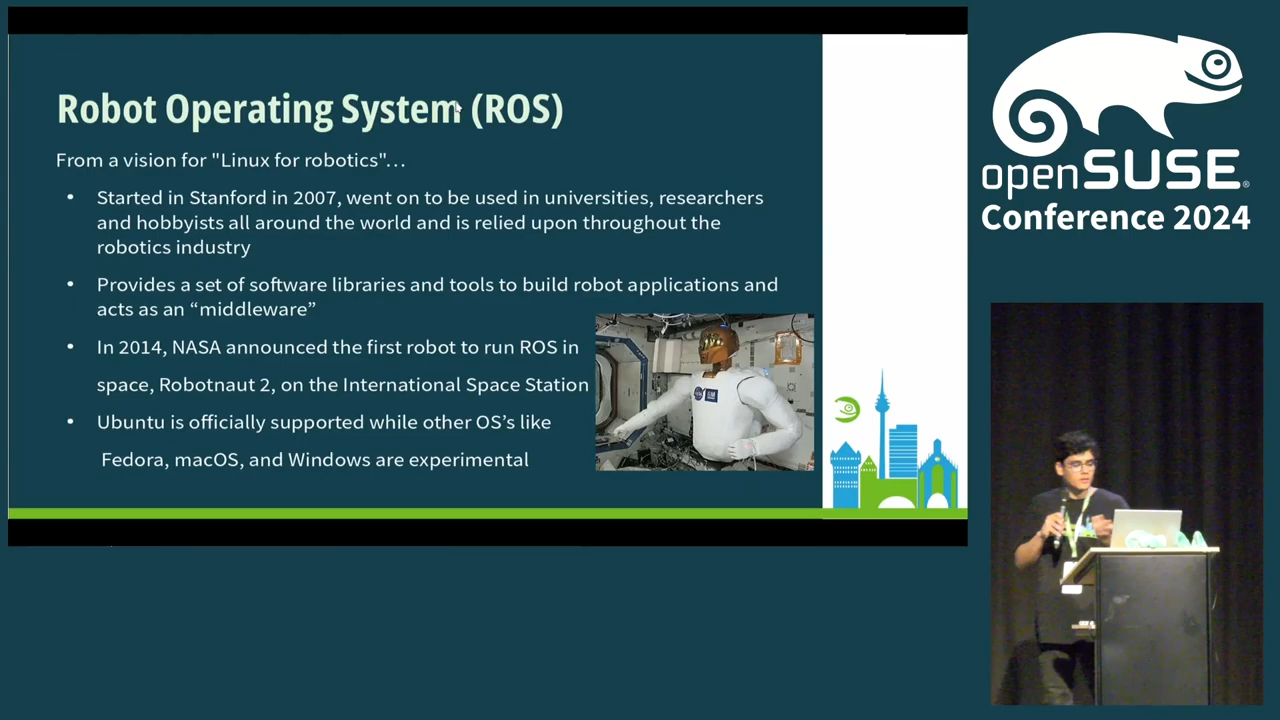 Robot Operating System (ROS)
From a vision for "Linux for robotics"…
• Started in Stanford in 2007, went on to be used in universities, researchers
and hobbyists all around the world and is relied upon throughout the
robotics industry
• Provides a set of software libraries and tools to build robot applications and
acts as an “middleware”
• In 2014, NASA announced the first robot to run ROS in
space, Robotnaut 2, on the International Space Station
• Ubuntu is officially supported while other OS’s like
Fedora, macOS, and Windows are experimental
openSUSE®
Conference 2024